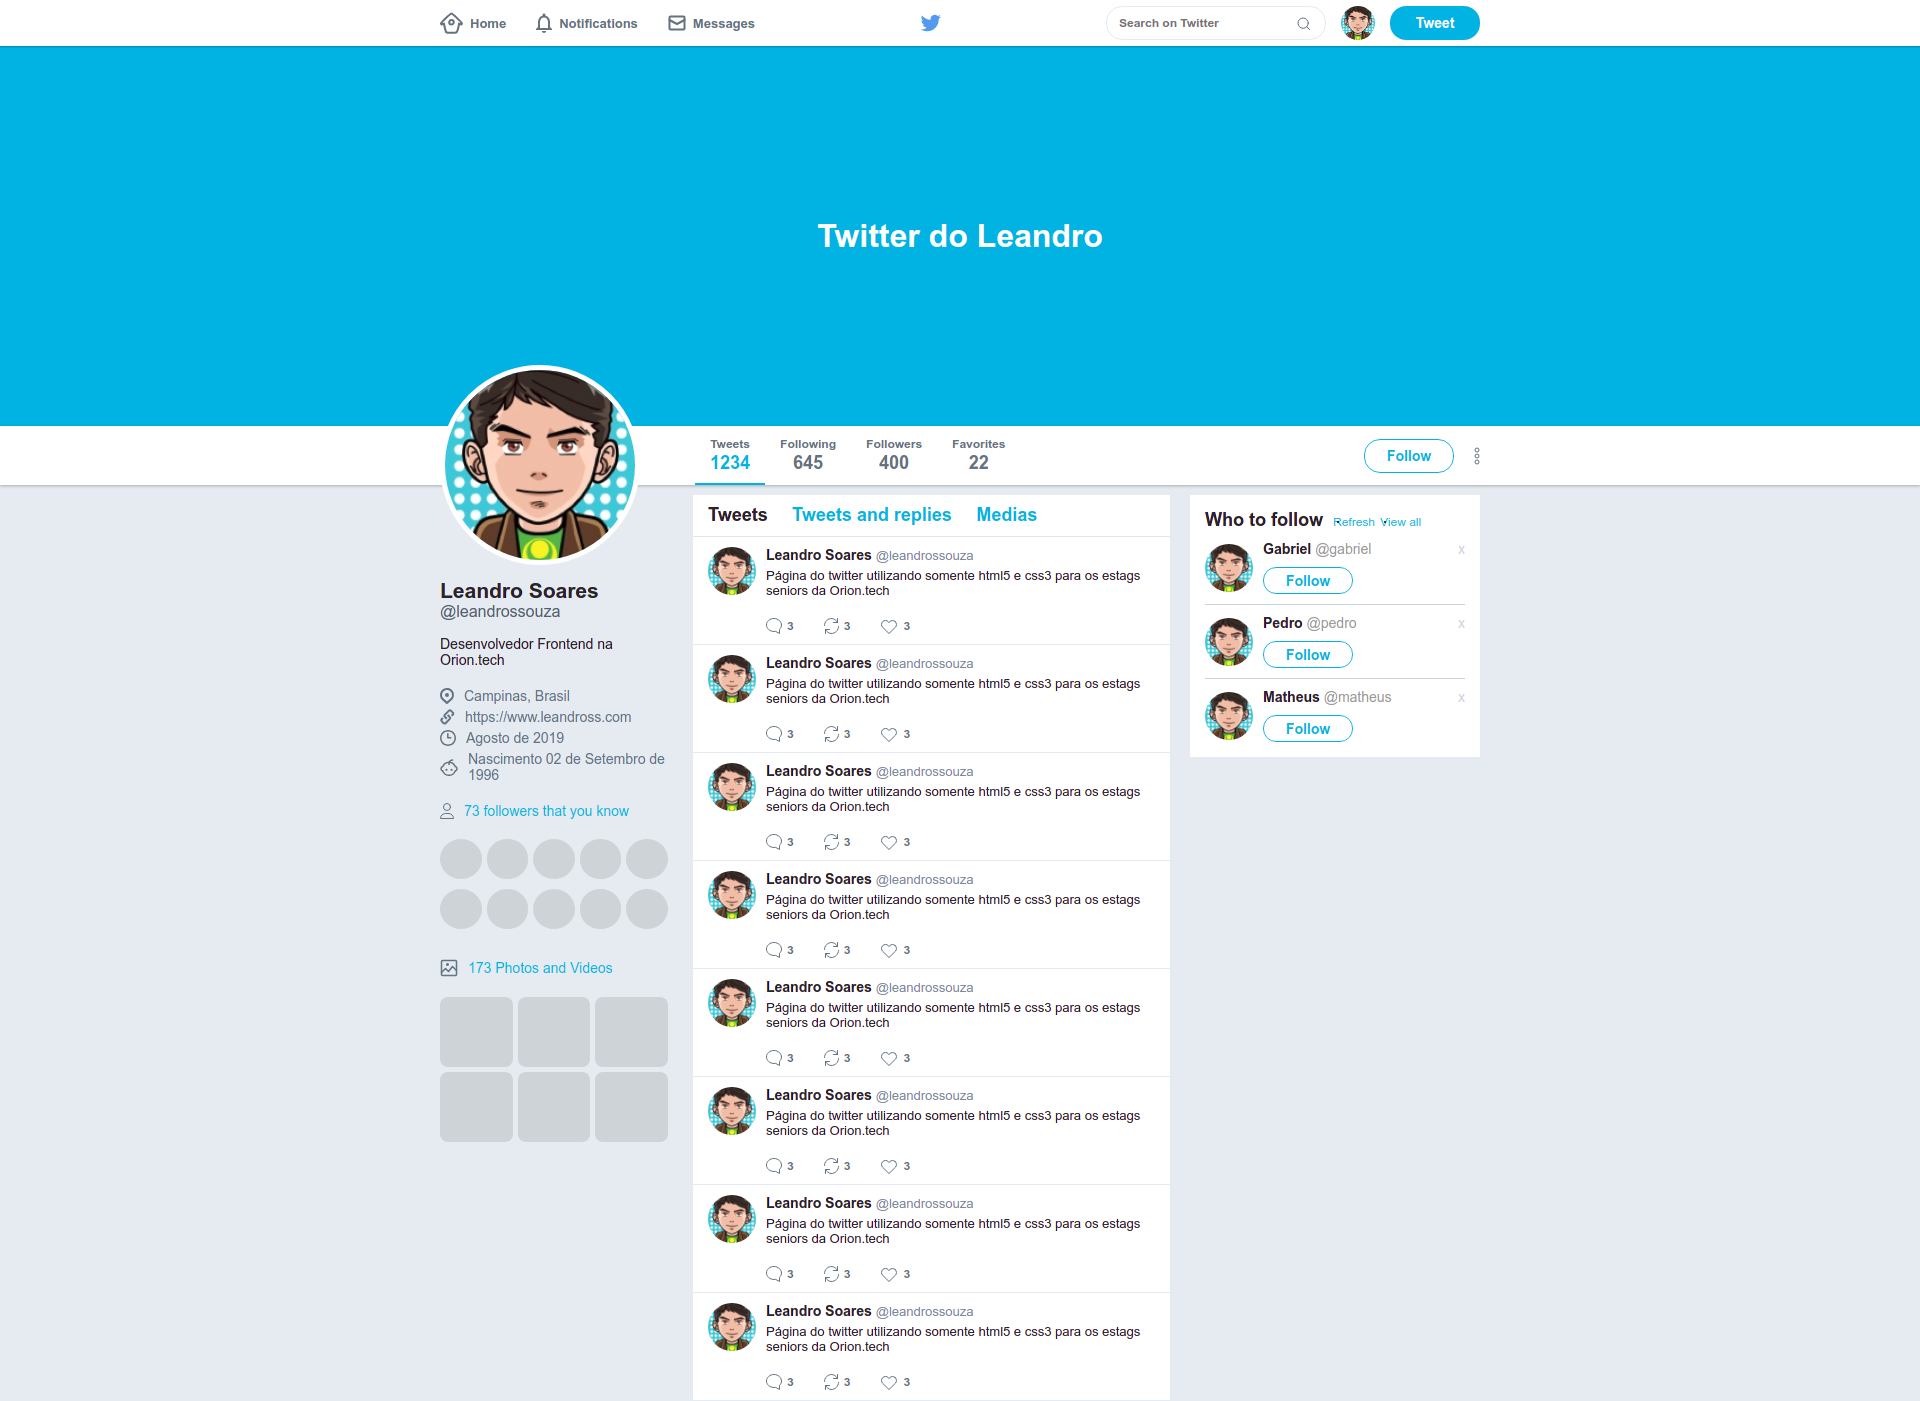 Home
Notifications
Messages
Search on Twitter
Tweet
Twitter do Leandro
Tweets
1234
Following
645
Followers
400
Favorites
22
Follow
Leandro Soares
@leandrossouza
Desenvolvedor Frontend na
Orion.tech
Campinas, Brasil
https://www.leandross.com
Agosto de 2019
Nascimento 02 de Setembro de
1996
73 followers that you know
173 Photos and Videos
Tweets Tweets and replies Medias
Leandro Soares @leandrossouza
Página do twitter utilizando somente html5 e css3 para os estags
seniors da Orion.tech
3 3 3
Leandro Soares @leandrossouza
Página do twitter utilizando somente html5 e css3 para os estags
seniors da Orion.tech
3 3 3
Leandro Soares @leandrossouza
Página do twitter utilizando somente html5 e css3 para os estags
seniors da Orion.tech
3 3 3
Leandro Soares @leandrossouza
Página do twitter utilizando somente html5 e css3 para os estags
seniors da Orion.tech
3 3 3
Leandro Soares @leandrossouza
Página do twitter utilizando somente html5 e css3 para os estags
seniors da Orion.tech
3 3 3
Leandro Soares @leandrossouza
Página do twitter utilizando somente html5 e css3 para os estags
seniors da Orion.tech
3 3 3
Leandro Soares @leandrossouza
Página do twitter utilizando somente html5 e css3 para os estags
seniors da Orion.tech
3 3 3
Leandro Soares @leandrossouza
Página do twitter utilizando somente html5 e css3 para os estags
seniors da Orion.tech
3 3 3
Who to follow Refresh View all
Gabriel @gabriel x
Follow
Pedro @pedro x
Follow
Matheus @matheus x
Follow